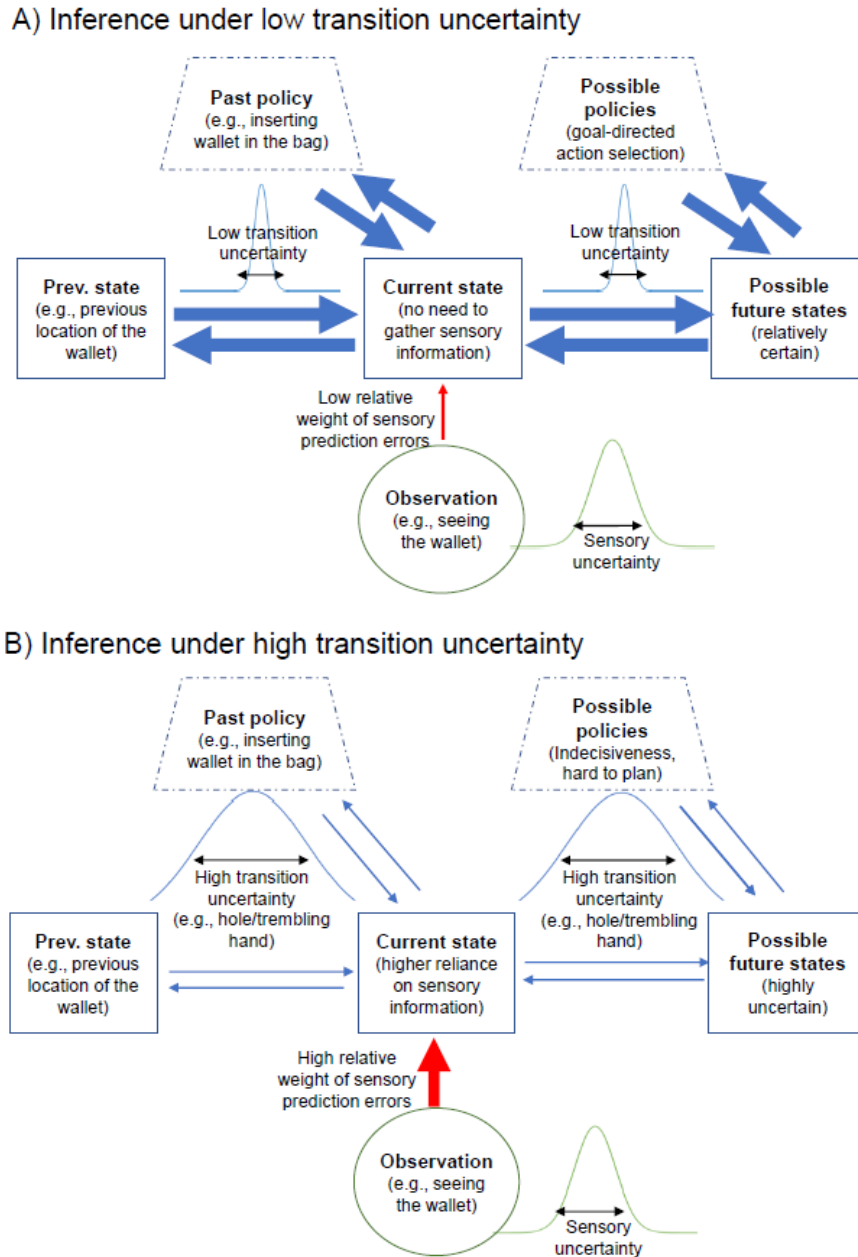 A) Inference under low transition uncertainty
Past policy
(e.g., inserting
wallet in the bag)
Possible
policies
(goal-directed
action selection)
Low transition
uncertainty
Low transition
uncertainty
Prev. state
(e.g., previous
location of the
wallet)
Current state
(no need to
gather sensory
information)
Possible
future states
(relatively
certain)
Low relative
weight of sensory
prediction errors
Observation
(e.g., seeing
the wallet)
Sensory
uncertainty
B) Inference under high transition uncertainty
Past policy
(e.g., inserting
wallet in the bag)
Possible
policies
(Indecisiveness,
hard to plan)
High transition
uncertainty
(e.g., hole/trembling
hand)
High transition
uncertainty
(e.g., hole/trembling
hand)
Prev. state
(e.g., previous
location of the
wallet)
Current state
(higher reliance
on sensory
information)
Possible
future states
(highly
uncertain)
High relative
weight of sensory
prediction errors
Observation
(e.g., seeing
the wallet)
Sensory
uncertainty